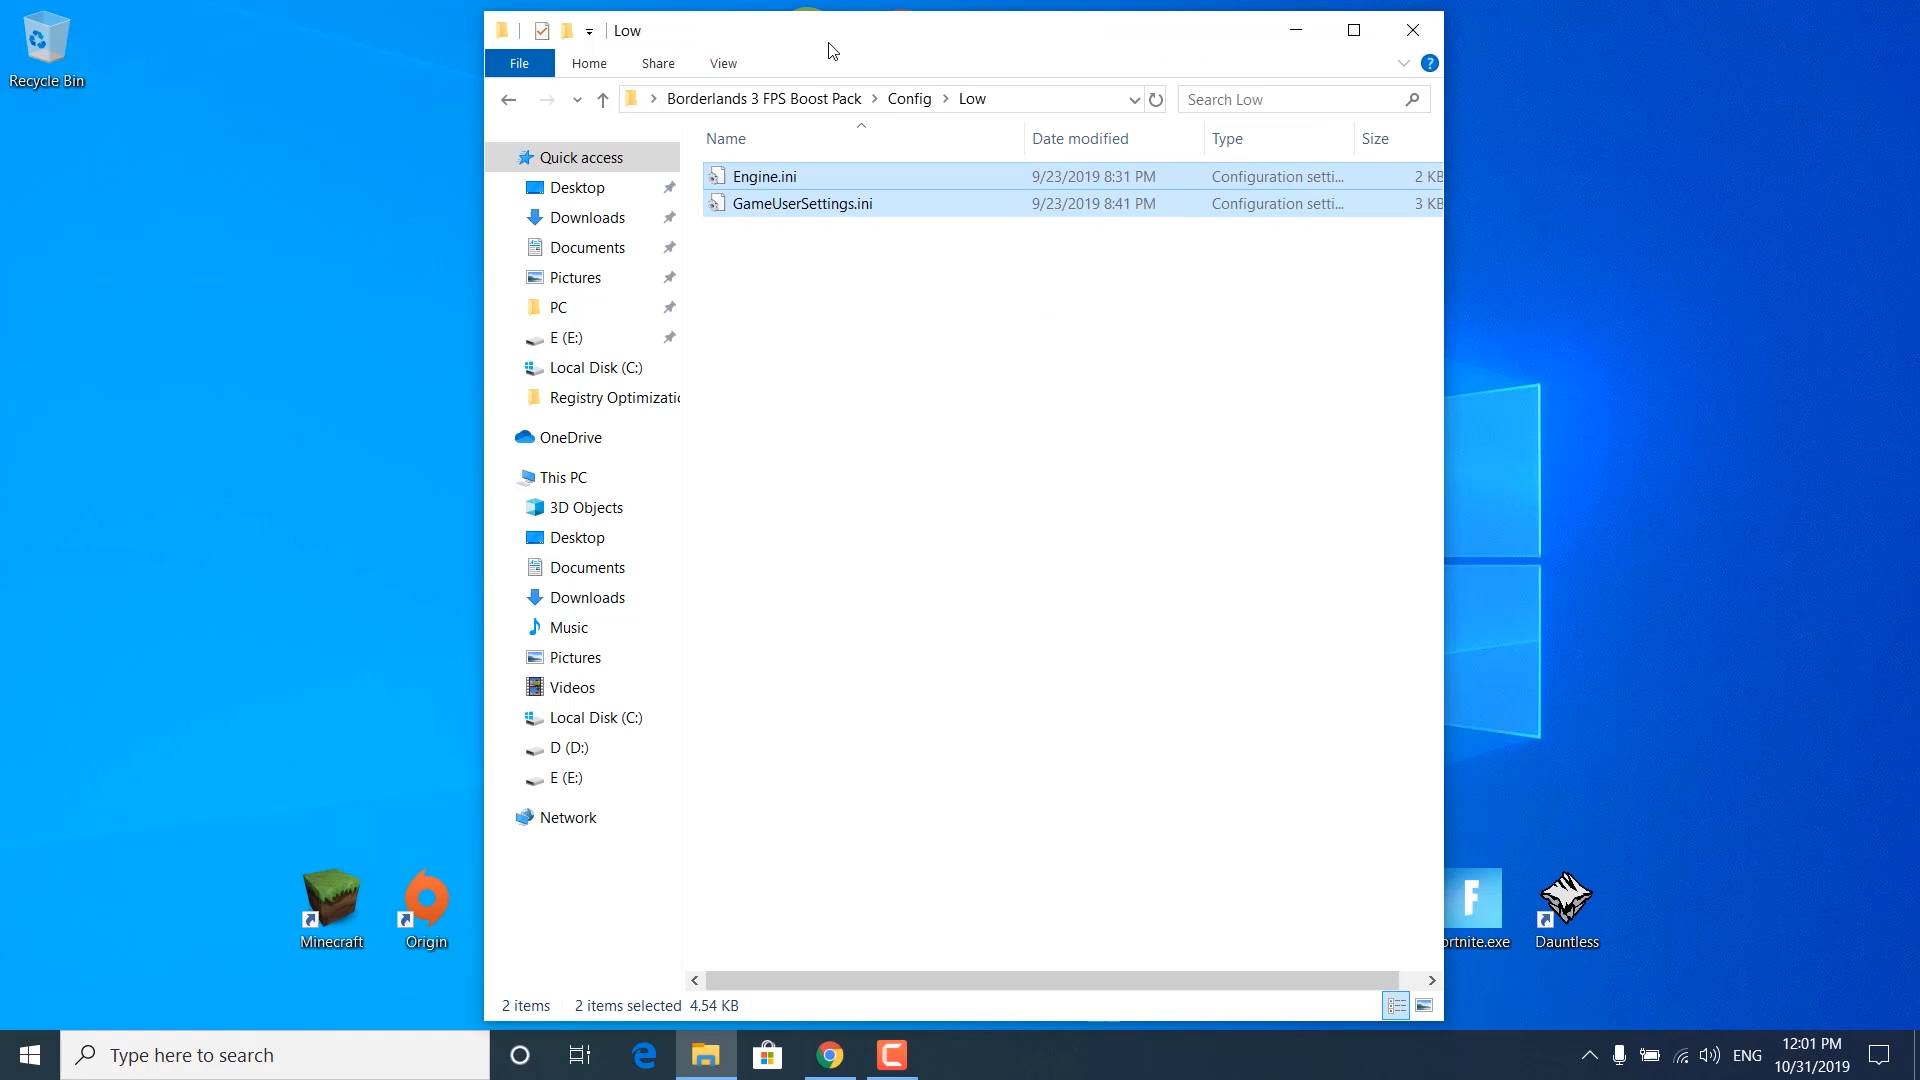 Recycle Bin
Low
File
Home
Share
View
?
Borderlands 3 FPS Boost Pack
Config
Low
Search Low
Name
Date modified
Type
Size
Engine.ini
9/23/2019 8:31 PM
Configuration setti...
2 KB
GameUserSettings.ini
9/23/2019 8:41 PM
Configuration setti...
3 KB
Quick access
Desktop
Downloads
Documents
Pictures
PC
E (E:)
Local Disk (C:)
Registry Optimizatic
OneDrive
This PC
3D Objects
Desktop
Documents
Downloads
Music
Pictures
Videos
Local Disk (C:)
D (D:)
E (E:)
Network
Minecraft
Origin
F
ortnite.exe
Dauntless
2 items
2 items selected 4.54 KB
Type here to search
ENG
12:01 PM
10/31/2019